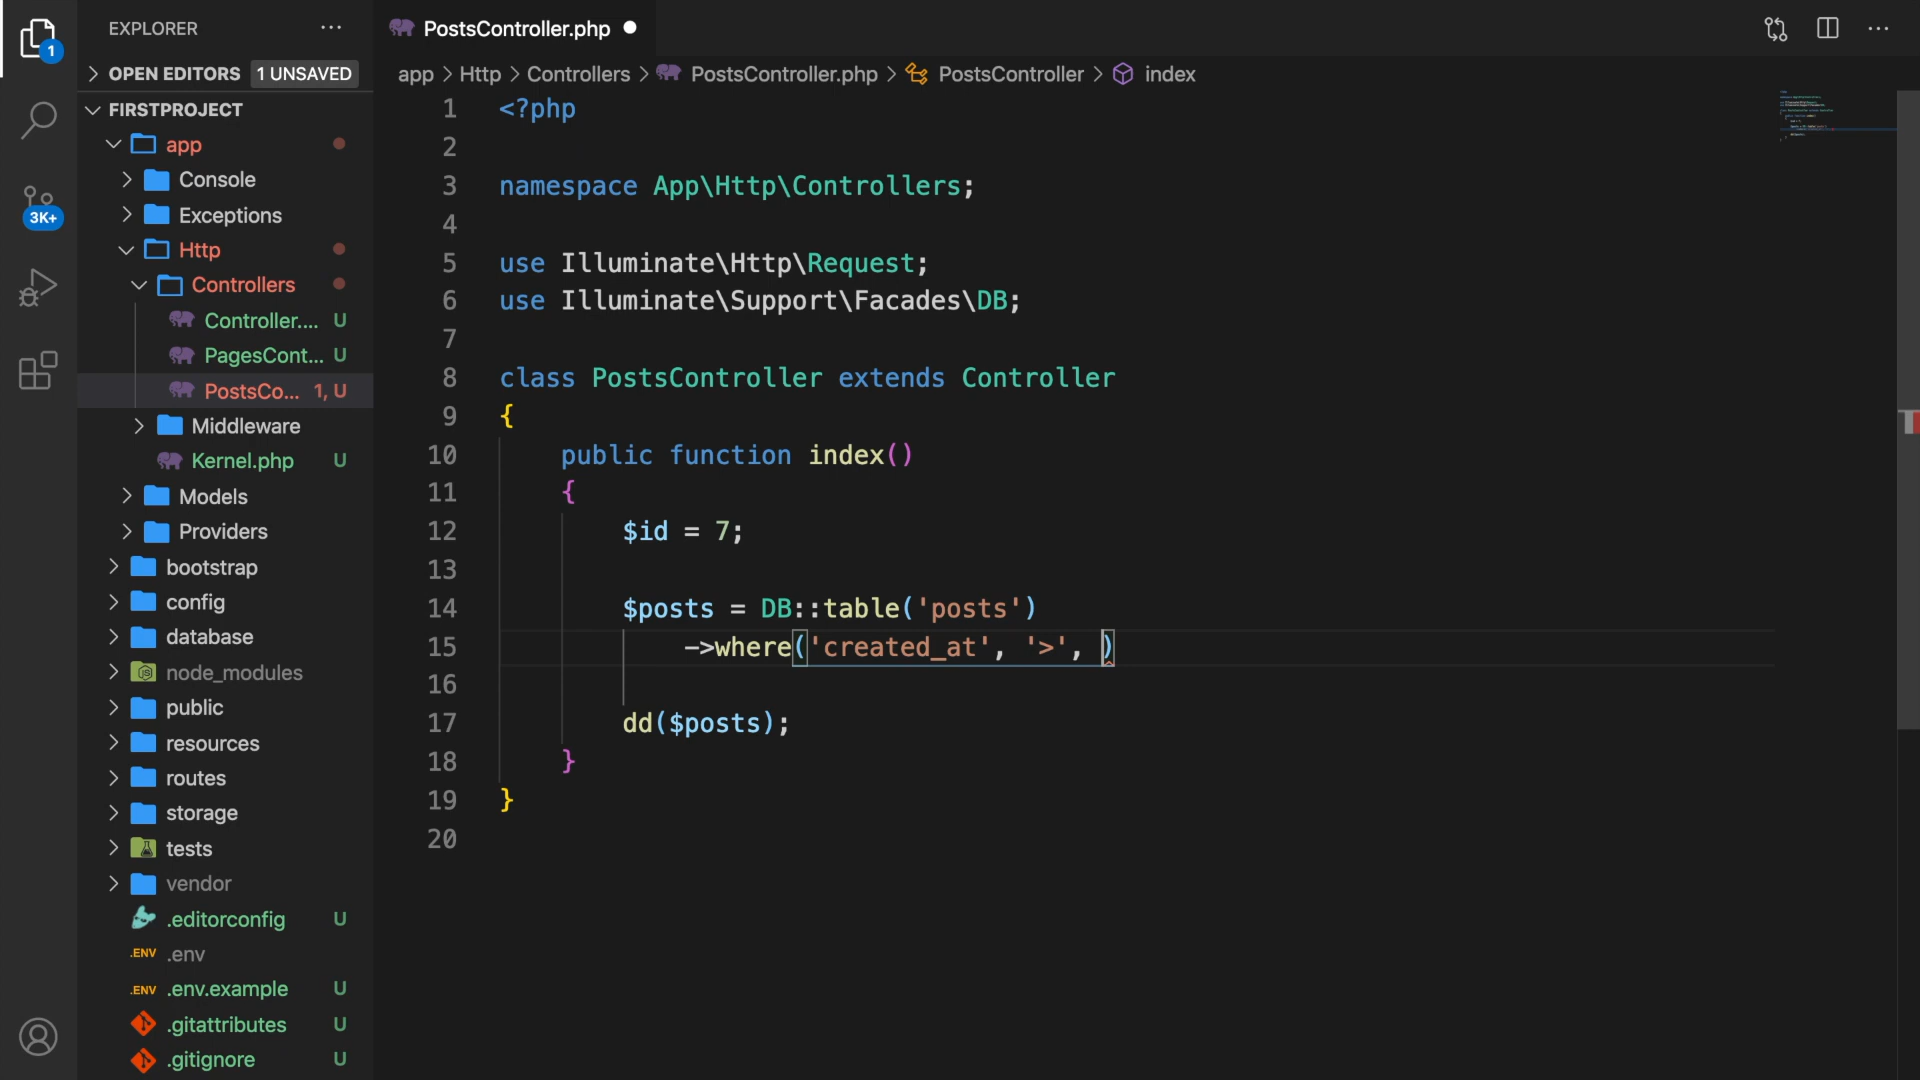 EXPLORER
1
OPEN EDITORS 1 UNSAVED
FIRSTPROJECT
app
Console
Exceptions
Http
Controllers
Controller.... U
PagesCont... U
PostsCo... 1, U
Middleware
Kernel.php U
Models
Providers
bootstrap
config
database
node_modules
public
resources
routes
storage
tests
vendor
.editorconfig U
.ENV .env
.ENV .env.example U
.gitattributes U
.gitignore U
3K+
PostsController.php
app > Http > Controllers > PostsController.php > PostsController > index
1 <?php
2
3 namespace App\Http\Controllers;
4
5 use Illuminate\Http\Request;
6 use Illuminate\Support\Facades\DB;
7
8 class PostsController extends Controller
9 {
10 public function index()
11 {
12 $id = 7;
13
14 $posts = DB::table('posts')
15 ->where('created_at', '>', )
16
17 dd($posts);
18 }
19 }
20